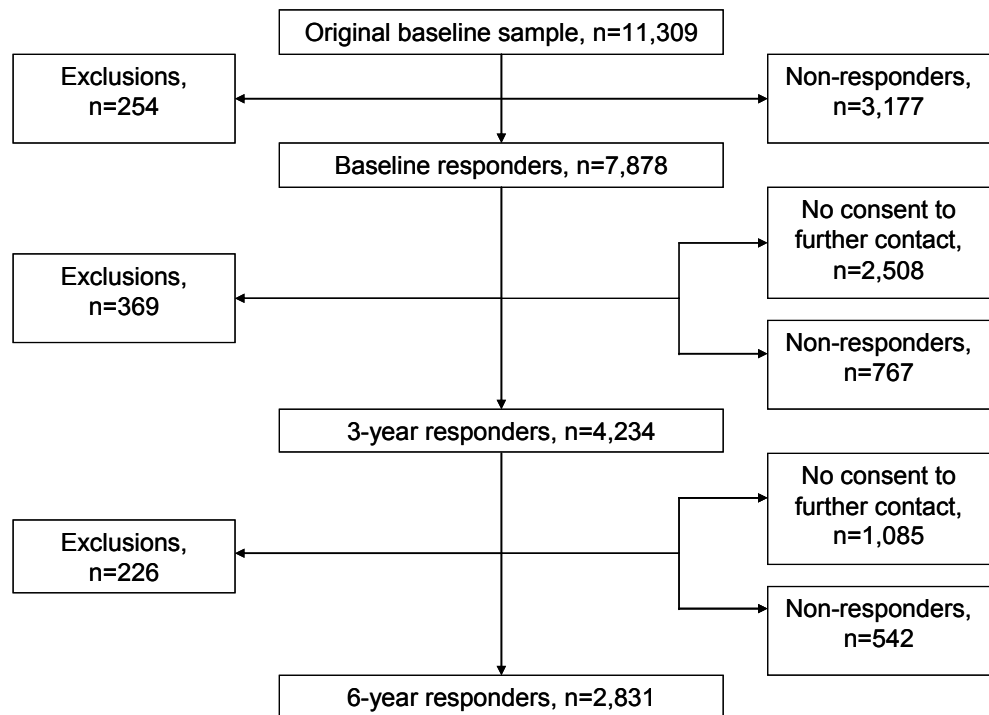 Original baseline sample, n=11,309
Exclusions,
n=254
Non-responders,
n=3,177
Baseline responders, n=7,878
No consent to
further contact,
n=2,508
Exclusions,
n=369
Non-responders,
n=767
3-year responders, n=4,234
No consent to
further contact,
n=1,085
Exclusions,
n=226
Non-responders,
n=542
6-year responders, n=2,831